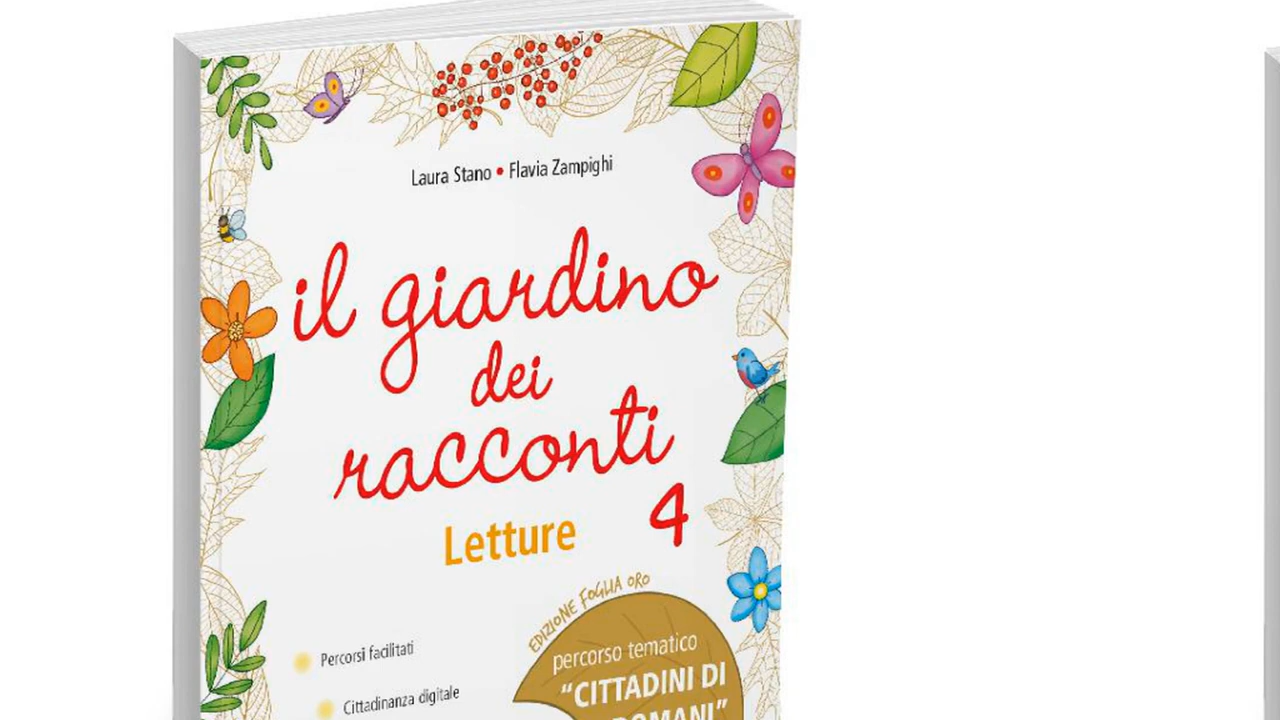 Laura Stano • Flavia Zampighi
il giardino
dei
racconti
4
Letture
EDIZIONE FOGLIA ORO
percorso tematico
"CITTADINI DI
Percorsi facilitati
Cittadinanza digitale